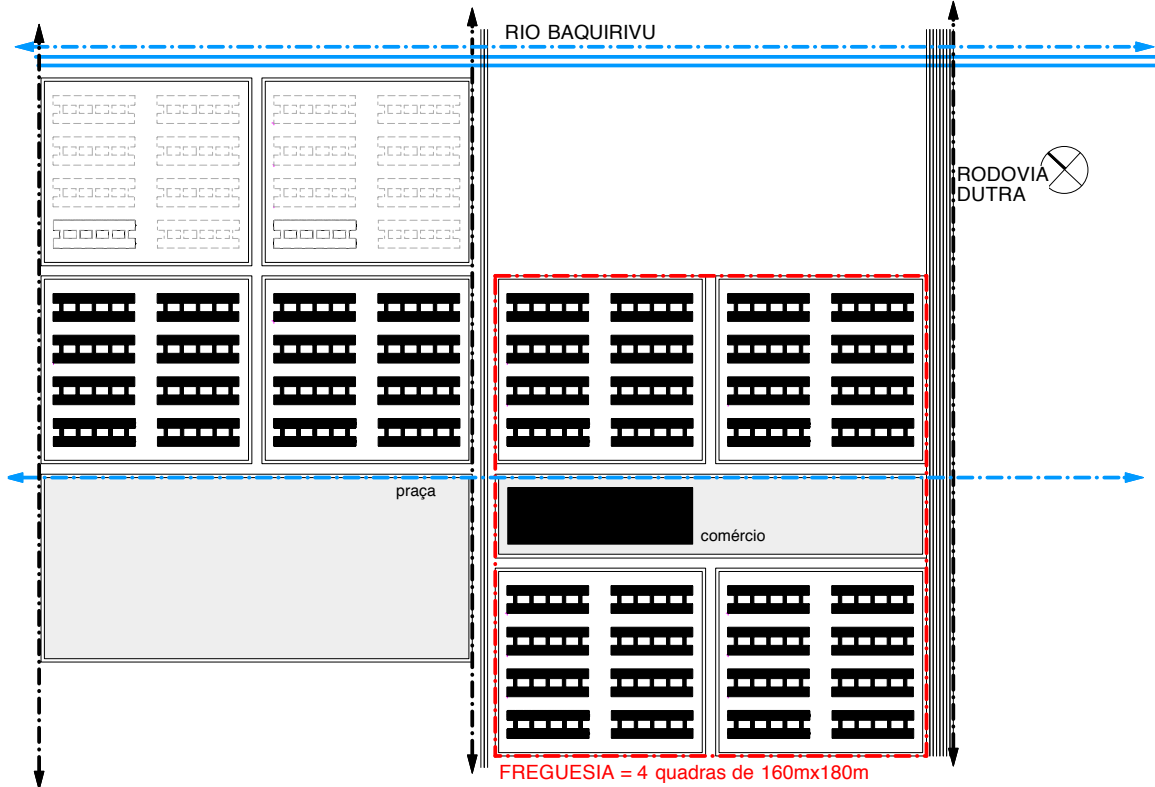 RIO BAQUIRIVU
RODOVIA
DUTRA
praça
comércio
FREGUESIA = 4 quadras de 160mx180m